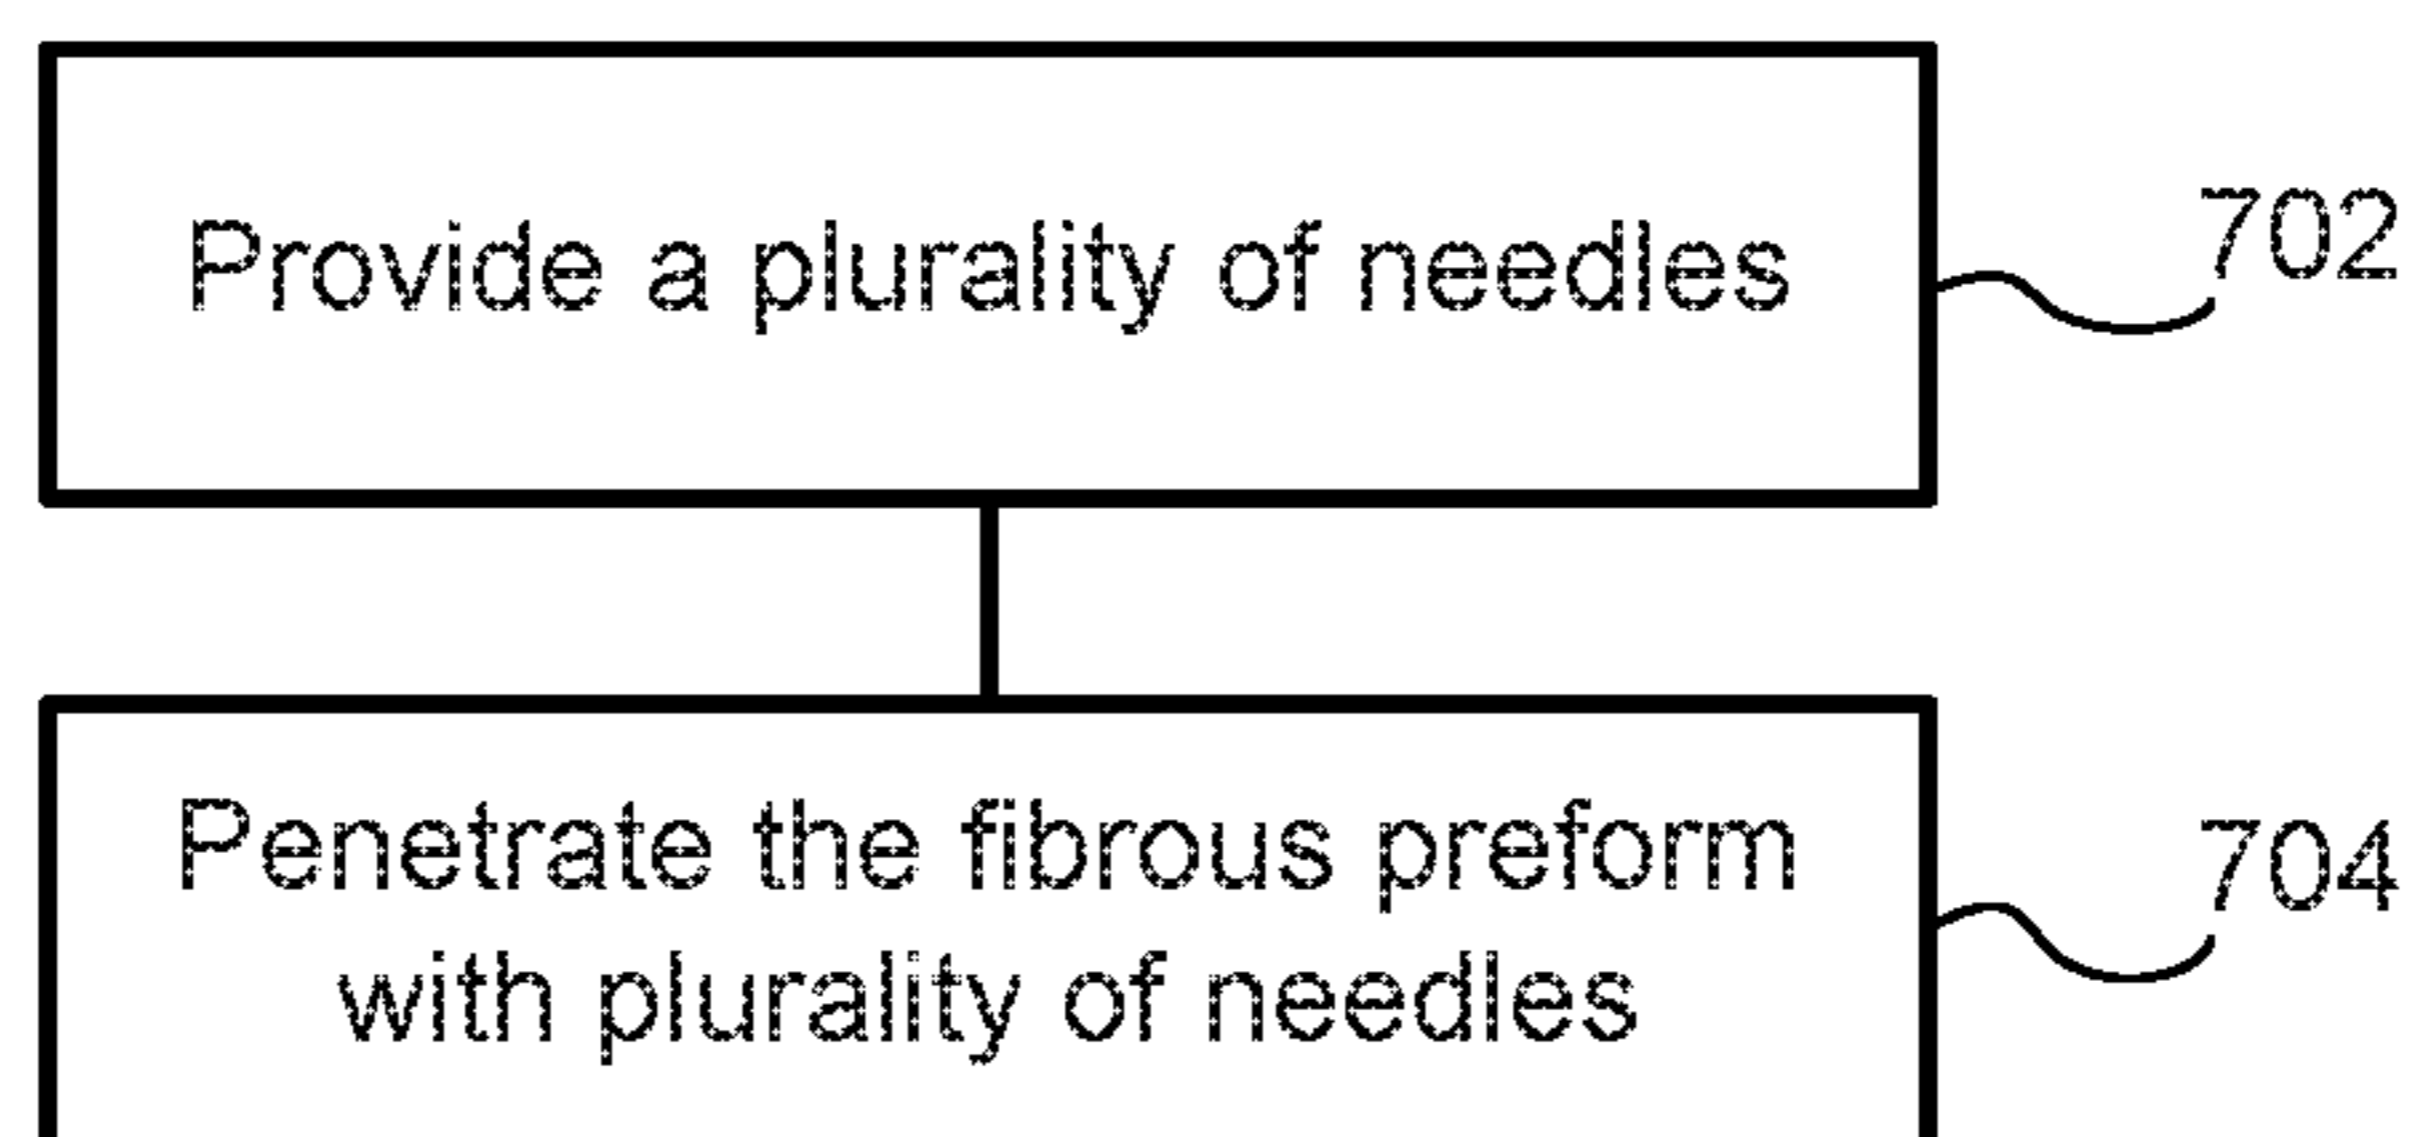 Provide a plurality of needles
702
Penetrate the fibrous preform
with plurality of needles
704